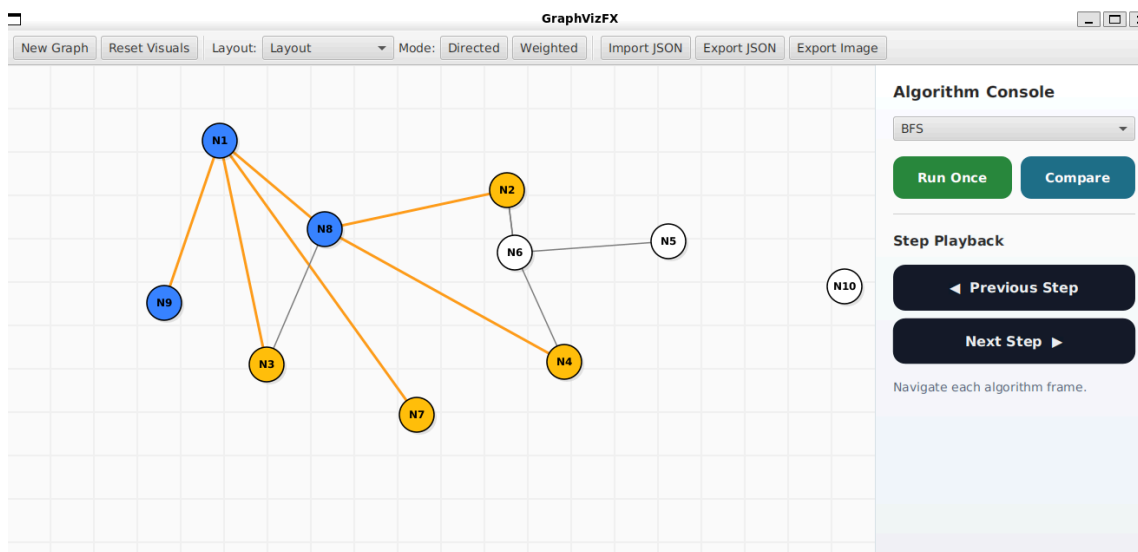 GraphVizFX
New Graph Reset Visuals Layout: Layout Mode: Directed Weighted Import JSON Export JSON Export Image
Algorithm Console
BFS
Run Once Compare
Step Playback
◀ Previous Step
Next Step ▶
Navigate each algorithm frame.
N1
N2
N8
N5
N6
N10
N9
N3
N4
N7